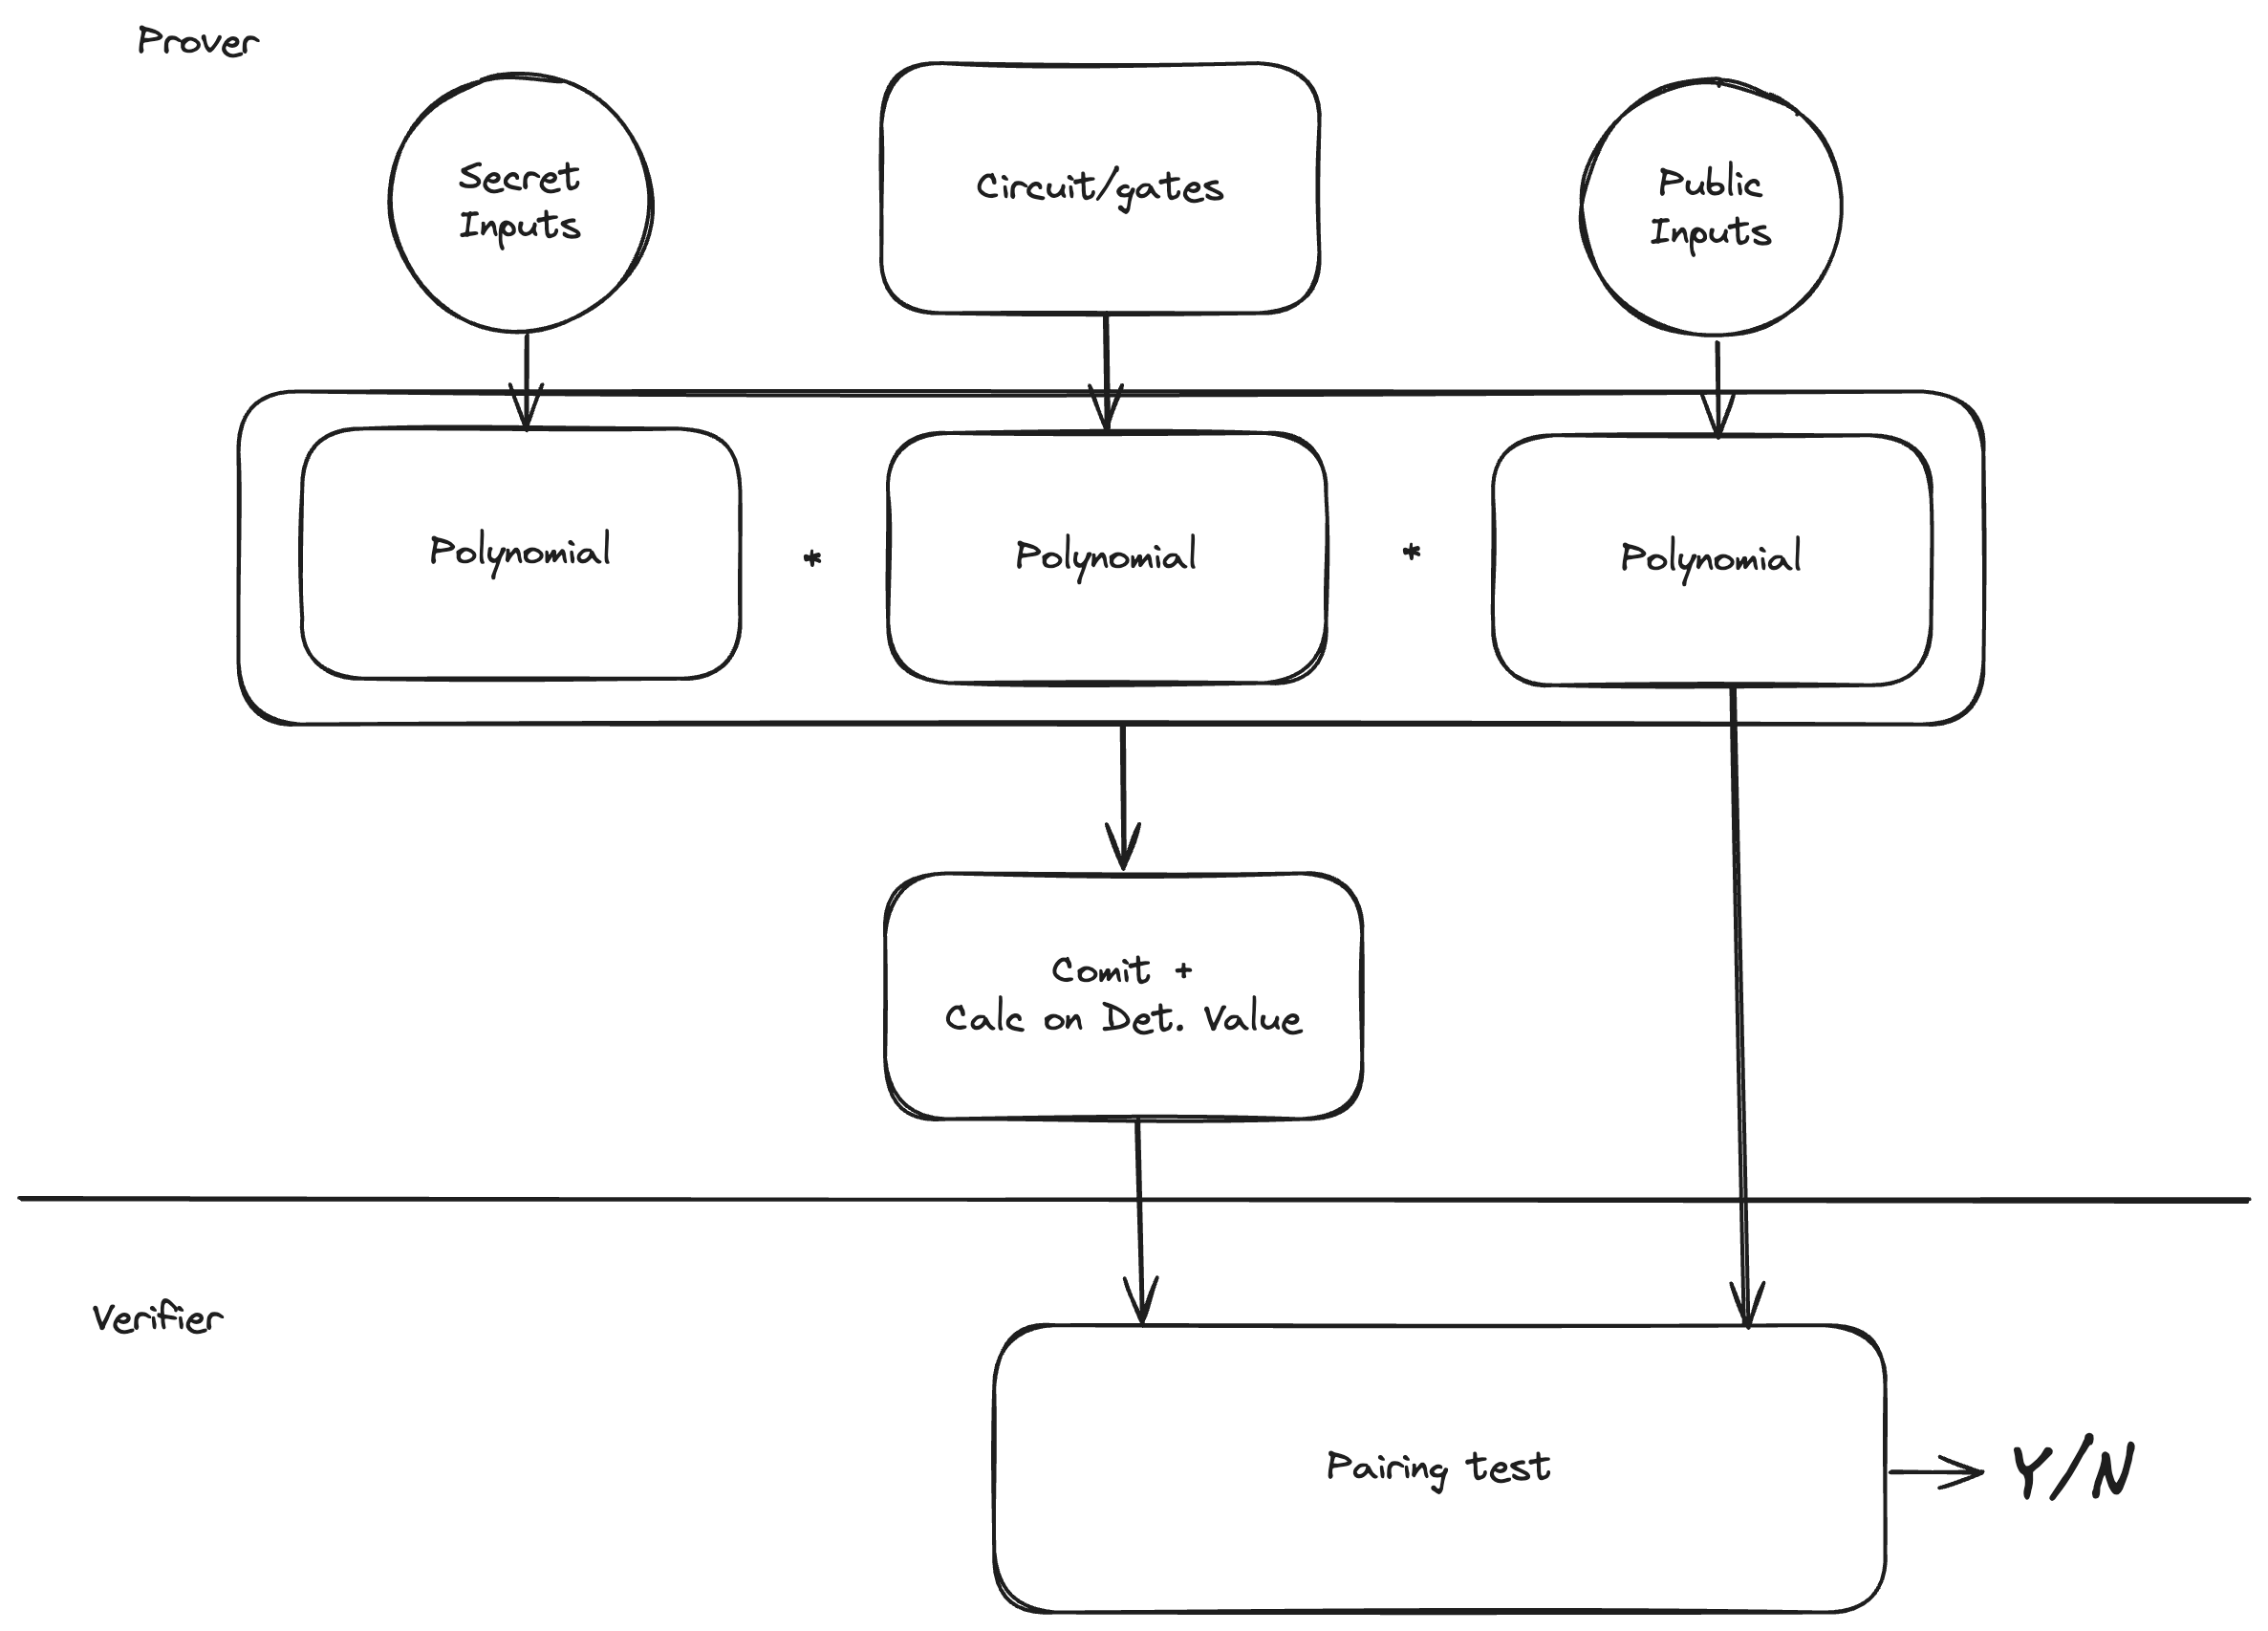 Prover
Secret
Inputs
Circuit/gates
Public
Inputs
Polynomial
*
Polynomial
*
Polynomial
Comit +
Calc on Det. Value
Verifier
Pairing test
Y/N